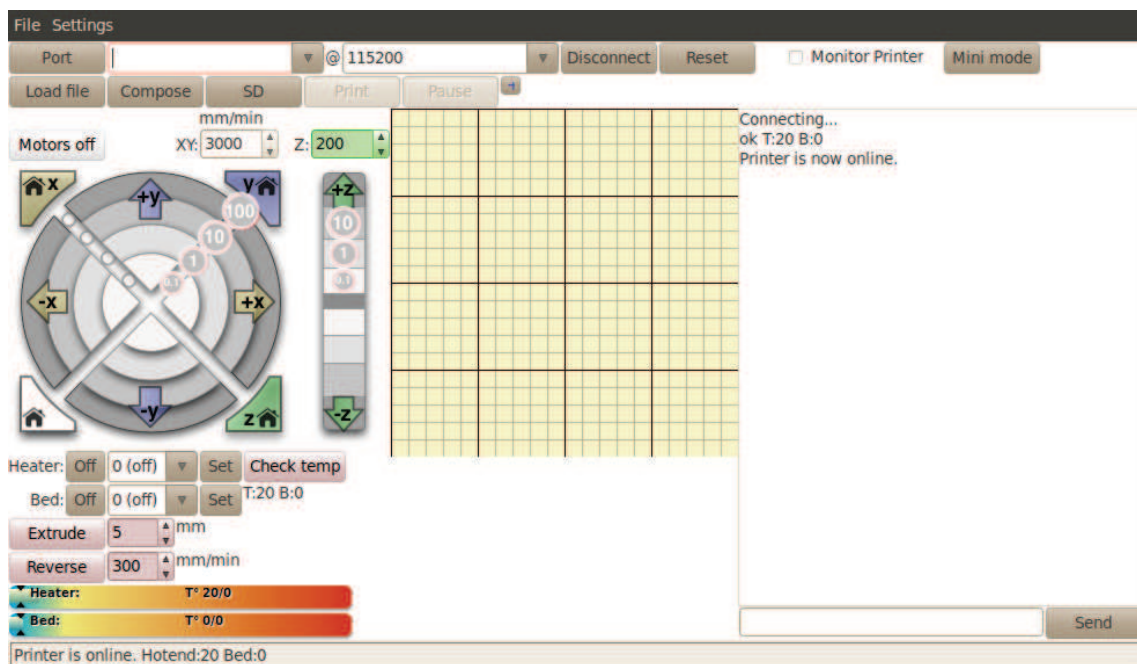 File Settings
Port @ 115200 Disconnect Reset Monitor Printer Mini mode
Load file Compose SD Print Pause
mm/min
Motors off XY: 3000 Z: 200
Connecting...
ok T:20 B:0
Printer is now online.
x +y y +z
100 10
10 1
1 0.1
0.1
-x +x
-y z -z
Heater: Off 0 (off) Set Check temp
Bed: Off 0 (off) Set T:20 B:0
Extrude 5 mm
Reverse 300 mm/min
Heater: T° 20/0
Bed: T° 0/0
Send
Printer is online. Hotend:20 Bed:0